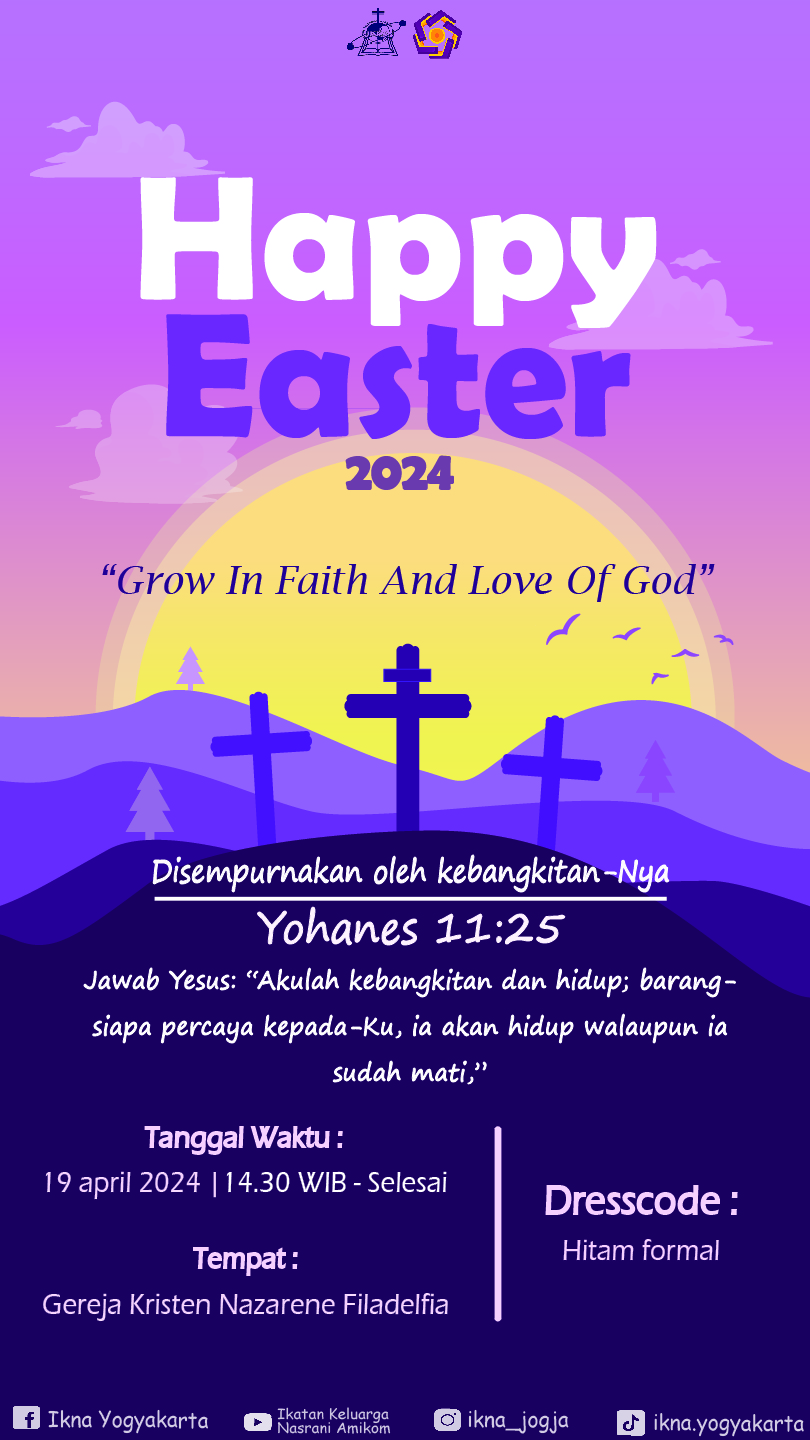 Happy
Easter
2024
“Grow In Faith And Love Of God”
Disempurnakan oleh kebangkitan-Nya
Yohanes 11:25
Jawab Yesus: “Akulah kebangkitan dan hidup; barang-
siapa percaya kepada-Ku, ia akan hidup walaupun ia
sudah mati,”
Tanggal Waktu :
19 april 2024 | 14.30 WIB - Selesai
Tempat :
Gereja Kristen Nazarene Filadelfia
Dresscode :
Hitam formal
Ikna Yogyakarta
Ikatan Keluarga
Nasrani Amikom
ikna_jogja
ikna.yogyakarta